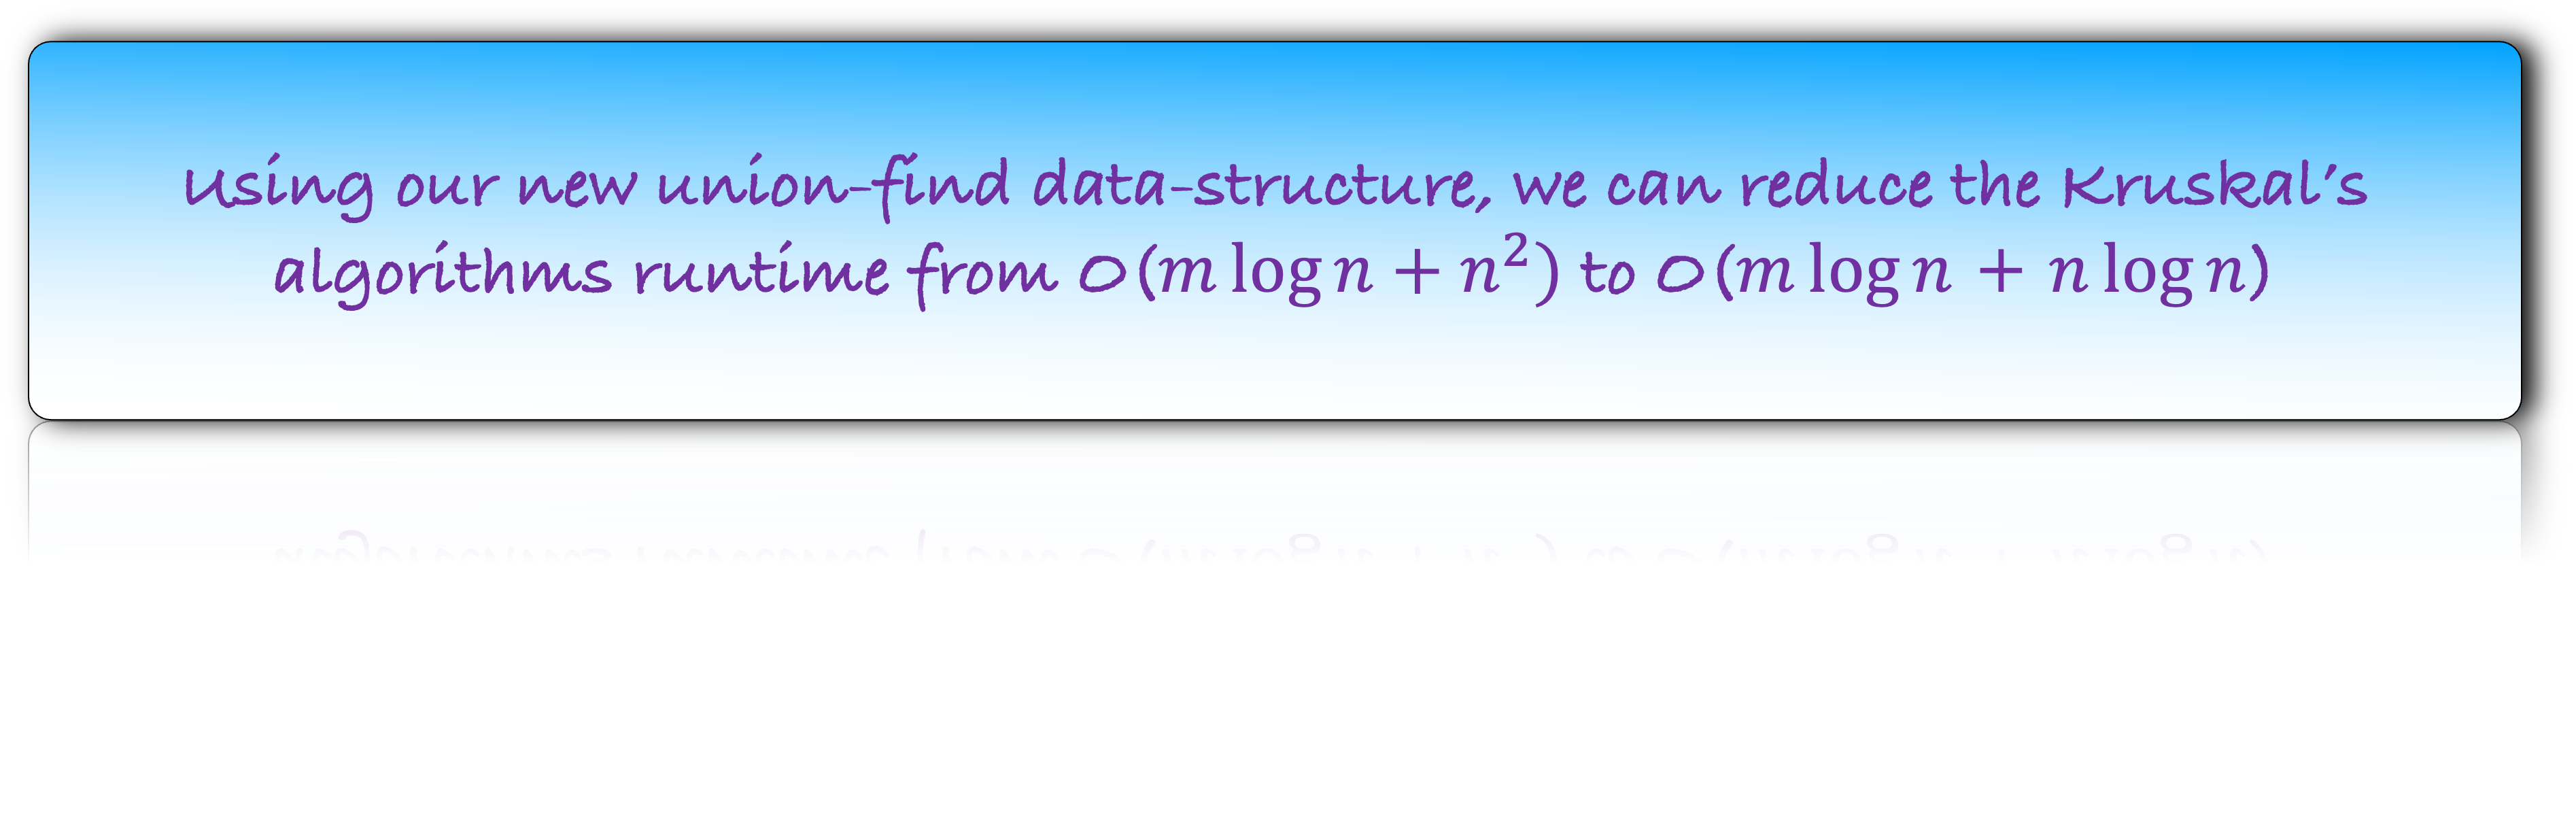 Using our new union-find data-structure, we can reduce the Kruskal's
algorithms runtime from O(m log n + n²) to O(m log n + n log n)